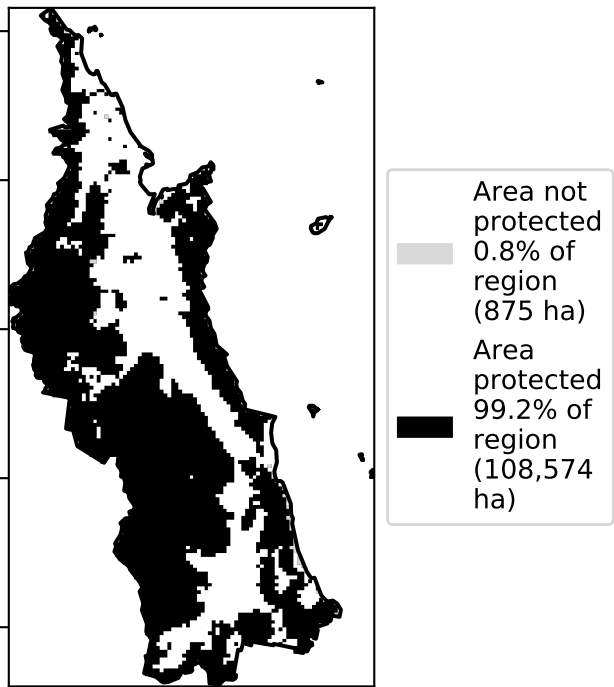 Area not
protected
0.8% of
region
(875 ha)
Area
protected
99.2% of
region
(108,574
ha)